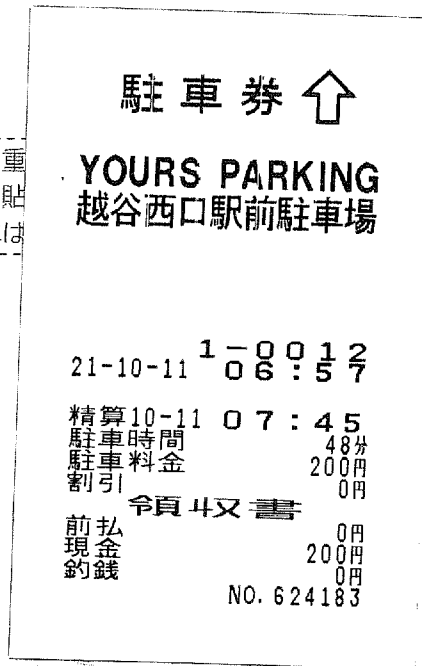 駐車券
YOURS PARKING
越谷西口駅前駐車場
1-0012
21-10-11 06:57
精算10-11 07:45
駐車時間 48分
駐車料金 200円
割引 0円
領収書
前払 0円
現金 200円
釣銭 0円
NO.624183
重
貼
は